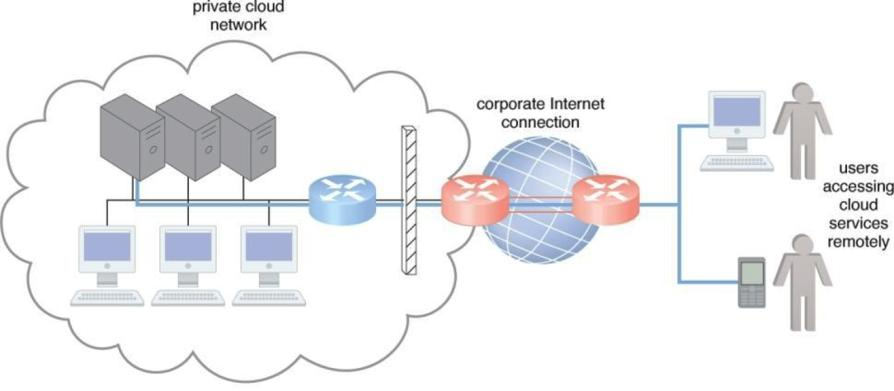 private cloud
network
corporate Internet
connection
users
accessing
cloud
services
remotely